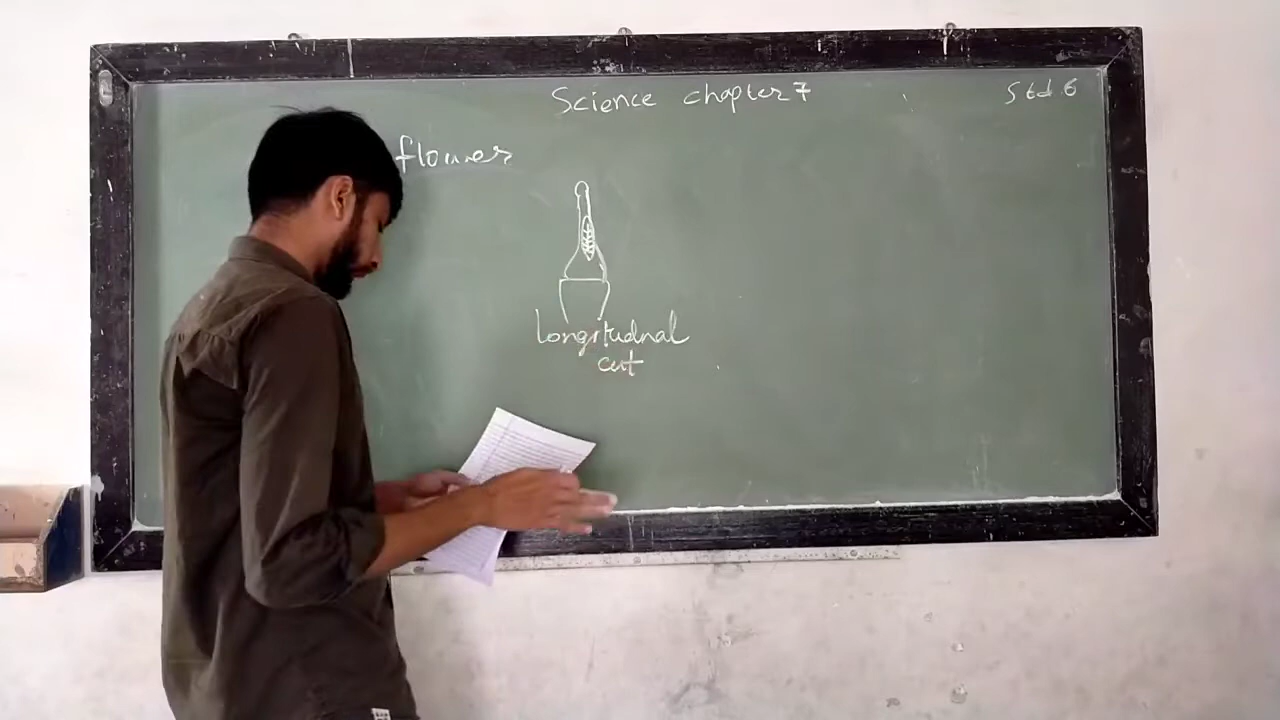 Science chapter 7
Std 6
flower
Longitudnal
cut